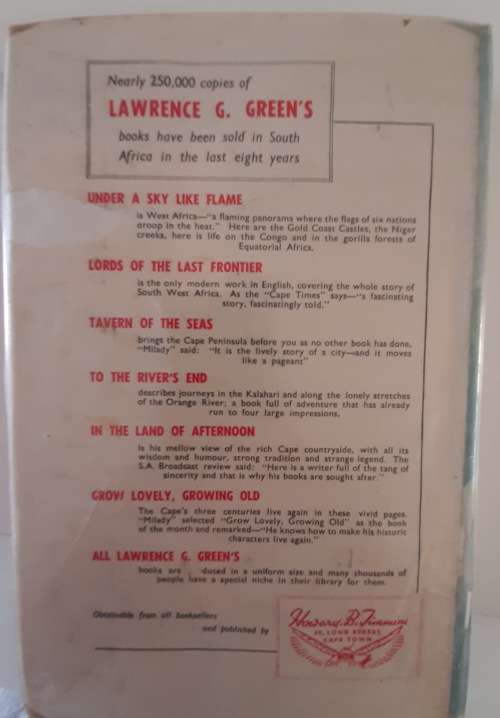 Nearly 250,000 copies of
LAWRENCE G. GREEN'S
books have been sold in South
Africa in the last eight years
UNDER A SKY LIKE FLAME
is West Africa—"a flaming panorama where the flags of six nations
droop in the heat." Here are the Gold Coast Castles, the Niger
creeks, here is life on the Congo and in the gorilla forests of
Equatorial Africa.
LORDS OF THE LAST FRONTIER
is the only modern work in English, covering the whole story of
South West Africa. As the "Cape Times" says—"a fascinating
story, fascinatingly told."
TAVERN OF THE SEAS
brings the Cape Peninsula before you as no other book has done.
"Milady" said: "It is the lively story of a city—and it moves
like a pageant"
TO THE RIVER'S END
describes journeys in the Kalahari and along the lonely stretches
of the Orange River; a book full of adventure that has already
run to four large impressions.
IN THE LAND OF AFTERNOON
is his mellow view of the rich Cape countryside, with all its
wisdom and humour, strong tradition and strange legend. The
S.A. Broadcast review said: "Here is a writer full of the tang of
sincerity and that is why his books are sought after."
GROW LOVELY, GROWING OLD
The Cape's three centuries live again in these vivid pages.
"Milady" selected "Grow Lovely, Growing Old" as the book
of the month and remarked—"He knows how to make his historic
characters live again."
ALL LAWRENCE G. GREEN'S
books are duced in a uniform size and many thousands of
people have a special niche in their library for them.
Obtainable from all booksellers
and published by
Howard B. Timmins
LONG STREET
CAPE TOWN